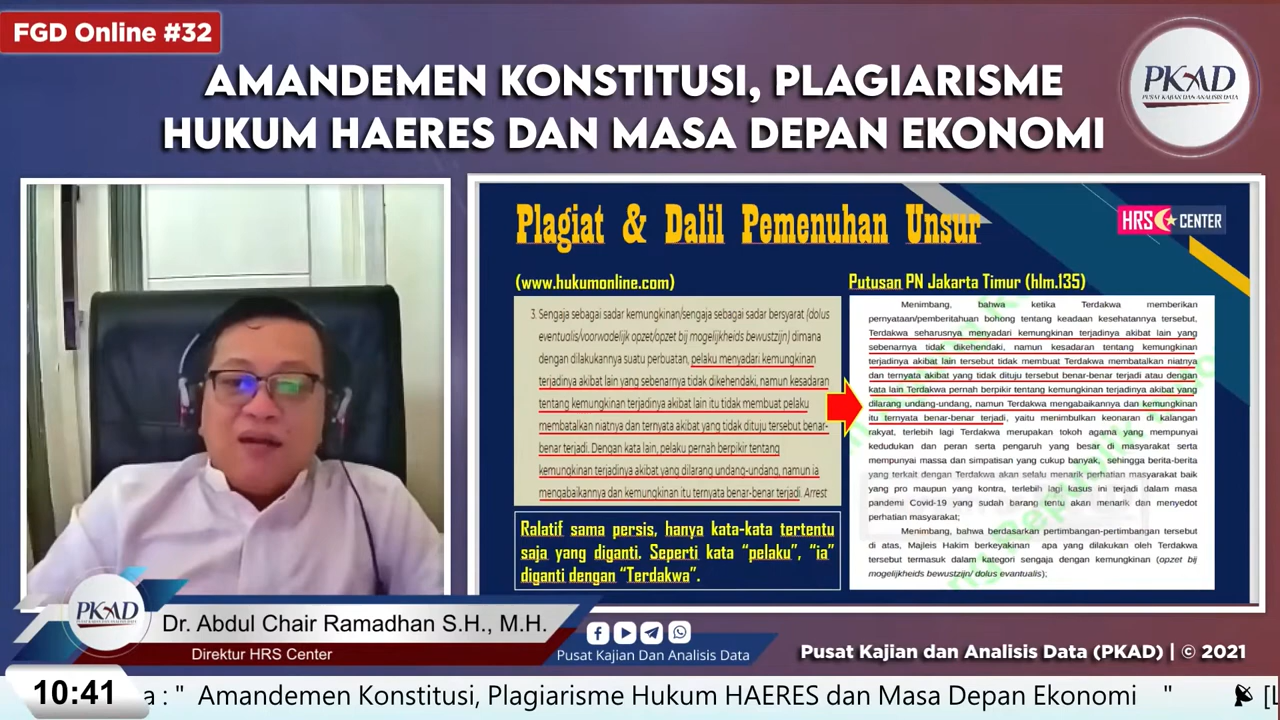 FGD Online #32
AMANDEMEN KONSTITUSI, PLAGIARISME
HUKUM HAERES DAN MASA DEPAN EKONOMI
PKAD
PUSAT KAJIAN DAN ANALISIS DATA
Plagiat & Dalil Pemenuhan Unsur
HRS CENTER
(www.hukumonline.com)
3. Sengaja sebagai sadar kemungkinan/sengaja sebagai sadar bersyarat (dolus
eventualis/voorwadelijk opzet/opzet bij mogelijkheids bewustzijn) dimana
dengan dilakukannya suatu perbuatan, pelaku menyadari kemungkinan
terjadinya akibat lain yang sebenarnya tidak dikehendaki, namun kesadaran
tentang kemungkinan terjadinya akibat lain itu tidak membuat pelaku
membatalkan niatnya dan ternyata akibat yang tidak dituju tersebut benar-
benar terjadi. Dengan kata lain, pelaku pernah berpikir tentang
kemungkinan terjadinya akibat yang dilarang undang-undang, namun ia
mengabaikannya dan kemungkinan itu ternyata benar-benar terjadi. Arrest
Ralatif sama persis, hanya kata-kata tertentu
saja yang diganti. Seperti kata “pelaku”, “ia”
diganti dengan “Terdakwa”.
Putusan PN Jakarta Timur (hlm.135)
Menimbang, bahwa ketika Terdakwa memberikan
pernyataan/pemberitahuan bohong tentang keadaan kesehatannya tersebut,
Terdakwa seharusnya menyadari kemungkinan terjadinya akibat lain yang
sebenarnya tidak dikehendaki, namun kesadaran tentang kemungkinan
terjadinya akibat lain tersebut tidak membuat Terdakwa membatalkan niatnya
dan ternyata akibat yang tidak dituju tersebut benar-benar terjadi atau dengan
kata lain Terdakwa pernah berpikir tentang kemungkinan terjadinya akibat yang
dilarang undang-undang, namun Terdakwa mengabaikannya dan kemungkinan
itu ternyata benar-benar terjadi, yaitu menimbulkan keonaran di kalangan
rakyat, terlebih lagi Terdakwa merupakan tokoh agama yang mempunyai
kedudukan dan peran serta pengaruh yang besar di masyarakat serta
mempunyai massa dan simpatisan yang cukup banyak, sehingga berita-berita
yang terkait dengan Terdakwa akan selalu menarik perhatian masyarakat baik
yang pro maupun yang kontra, terlebih lagi kasus ini terjadi dalam masa
pandemi Covid-19 yang sudah barang tentu akan menarik dan menyedot
perhatian masyarakat;
Menimbang, bahwa berdasarkan pertimbangan-pertimbangan tersebut
di atas, Majleis Hakim berkeyakinan apa yang dilakukan oleh Terdakwa
tersebut termasuk dalam kategori sengaja dengan kemungkinan (opzet bij
mogelijkheids bewustzijn/ dolus evantualis);
PKAD
Dr. Abdul Chair Ramadhan S.H., M.H.
Direktur HRS Center
Pusat Kajian Dan Analisis Data
Pusat Kajian dan Analisis Data (PKAD) | © 2021
10:41
a : " Amandemen Konstitusi, Plagiarisme Hukum HAERES dan Masa Depan Ekonomi "